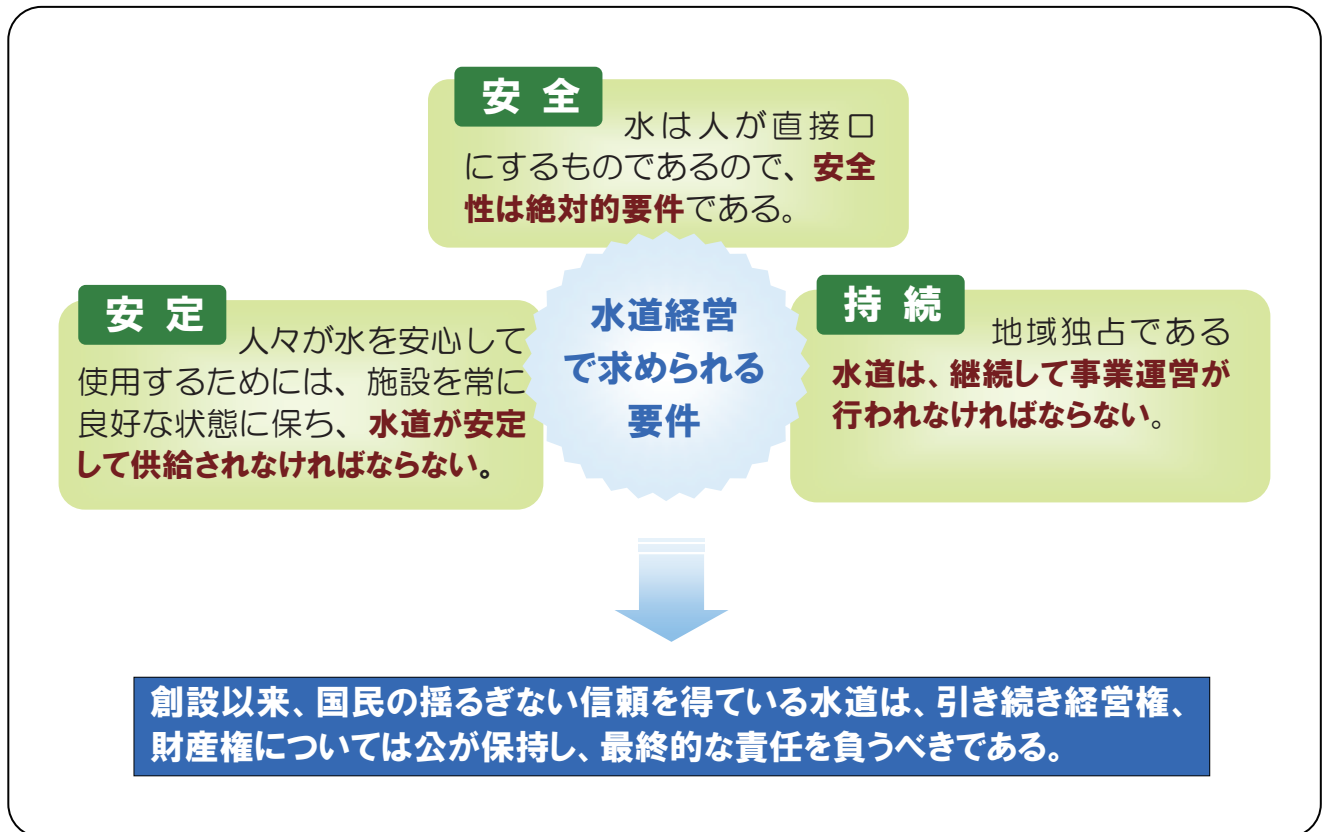 安全
水は人が直接口
にするものであるので、安全
性は絶対的要件である。
安定
人々が水を安心して
使用するためには、施設を常に
良好な状態に保ち、水道が安定
して供給されなければならない。
水道経営
で求められる
要件
持続
地域独占である
水道は、継続して事業運営が
行われなければならない。
創設以来、国民の揺るぎない信頼を得ている水道は、引き続き経営権、
財産権については公が保持し、最終的な責任を負うべきである。